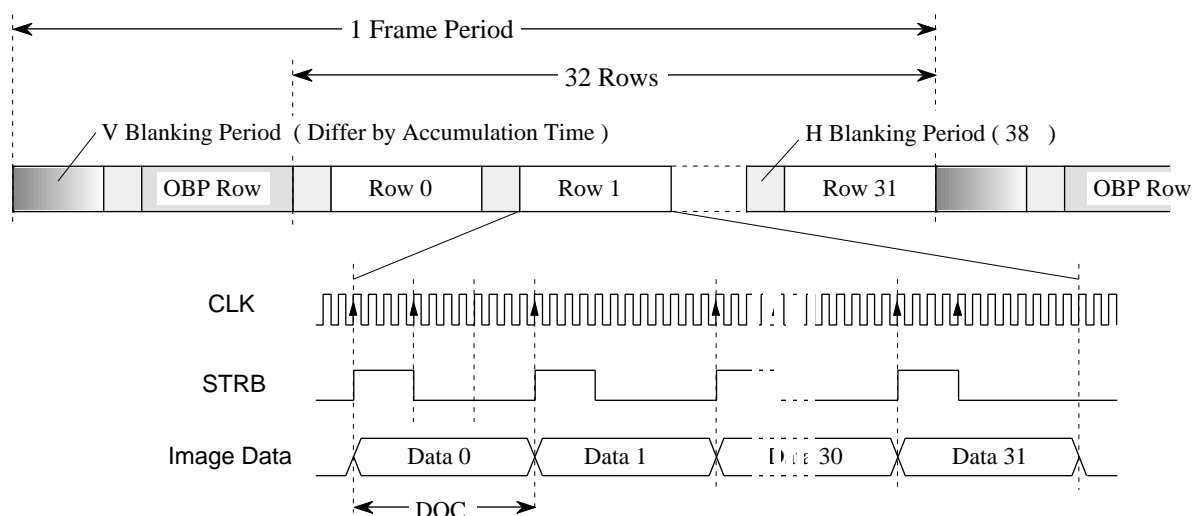 1 Frame Period
32 Rows
V Blanking Period ( Differ by Accumulation Time )
H Blanking Period ( 38 )
OBP Row
Row 0
Row 1
Row 31
OBP Row
CLK
STRB
Image Data
Data 0
Data 1
30
Data 31
DOC